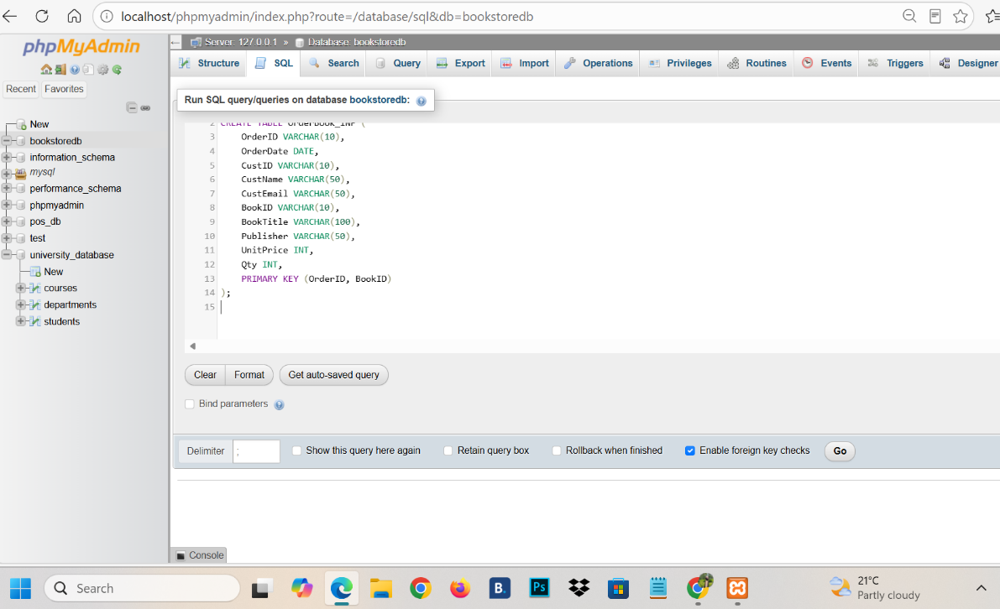 localhost/phpmyadmin/index.php?route=/database/sql&db=bookstoredb
phpMyAdmin
Recent Favorites
New
bookstoredb
information_schema
mysql
performance_schema
phpmyadmin
pos_db
test
university_database
New
courses
departments
students
Server: 127.0.0.1 » Database: bookstoredb
Structure SQL Search Query Export Import Operations Privileges Routines Events Triggers Designer
Run SQL query/queries on database bookstoredb:
2 CREATE TABLE OrderBook_1NF (
3 OrderID VARCHAR(10),
4 OrderDate DATE,
5 CustID VARCHAR(10),
6 CustName VARCHAR(50),
7 CustEmail VARCHAR(50),
8 BookID VARCHAR(10),
9 BookTitle VARCHAR(100),
10 Publisher VARCHAR(50),
11 UnitPrice INT,
12 Qty INT,
13 PRIMARY KEY (OrderID, BookID)
14 );
15
Clear Format Get auto-saved query
Bind parameters
Delimiter ; Show this query here again Retain query box Rollback when finished Enable foreign key checks Go
Console
Search
B.
Ps
21°C
Partly cloudy